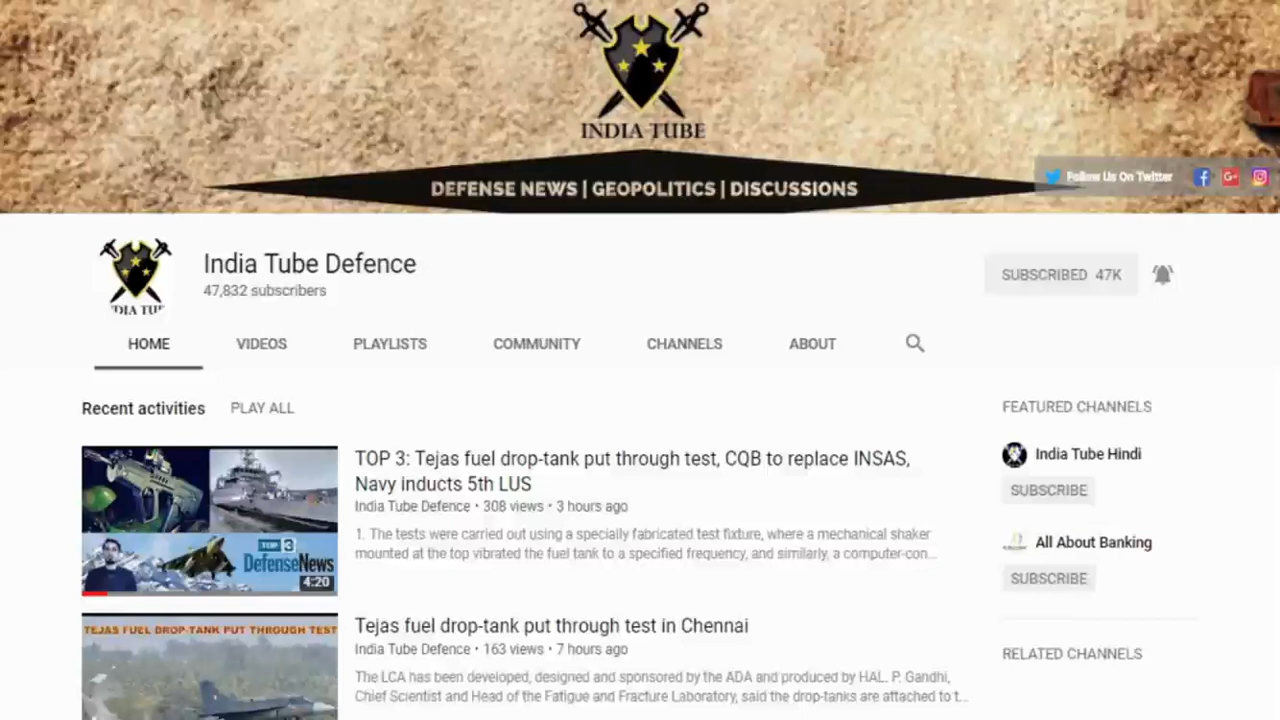 INDIA TUBE
DEFENSE NEWS | GEOPOLITICS | DISCUSSIONS
Follow Us On Twitter
India Tube Defence
47,832 subscribers
SUBSCRIBED 47K
HOME VIDEOS PLAYLISTS COMMUNITY CHANNELS ABOUT
Recent activities PLAY ALL
TOP 3: Tejas fuel drop-tank put through test, CQB to replace INSAS,
Navy inducts 5th LUS
India Tube Defence • 308 views • 3 hours ago
1. The tests were carried out using a specially fabricated test fixture, where a mechanical shaker
mounted at the top vibrated the fuel tank to a specified frequency, and similarly, a computer-con...
TOP 3
DefenseNews
4:20
TEJAS FUEL DROP-TANK PUT THROUGH TEST
Tejas fuel drop-tank put through test in Chennai
India Tube Defence • 163 views • 7 hours ago
The LCA has been developed, designed and sponsored by the ADA and produced by HAL. P. Gandhi,
Chief Scientist and Head of the Fatigue and Fracture Laboratory, said the drop-tanks are attached to t...
FEATURED CHANNELS
India Tube Hindi
SUBSCRIBE
All About Banking
SUBSCRIBE
RELATED CHANNELS